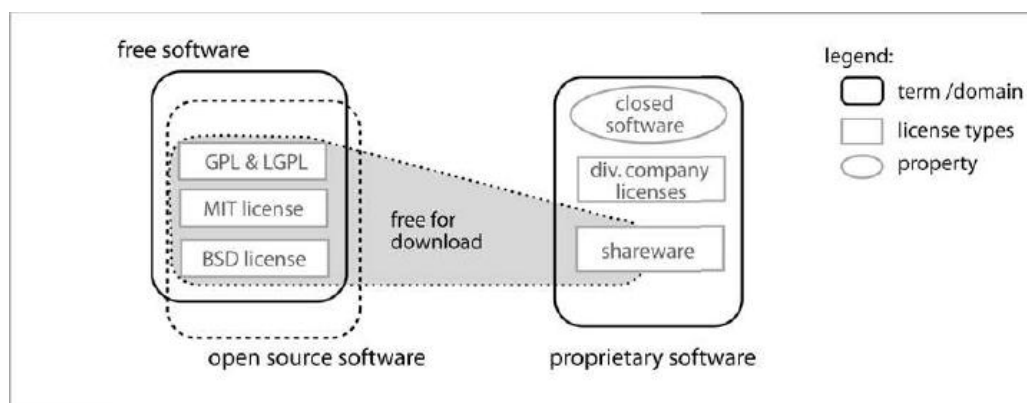 free software
GPL & LGPL
MIT license
BSD license
open source software
free for
download
closed
software
div. company
licenses
shareware
proprietary software
legend:
term /domain
license types
property